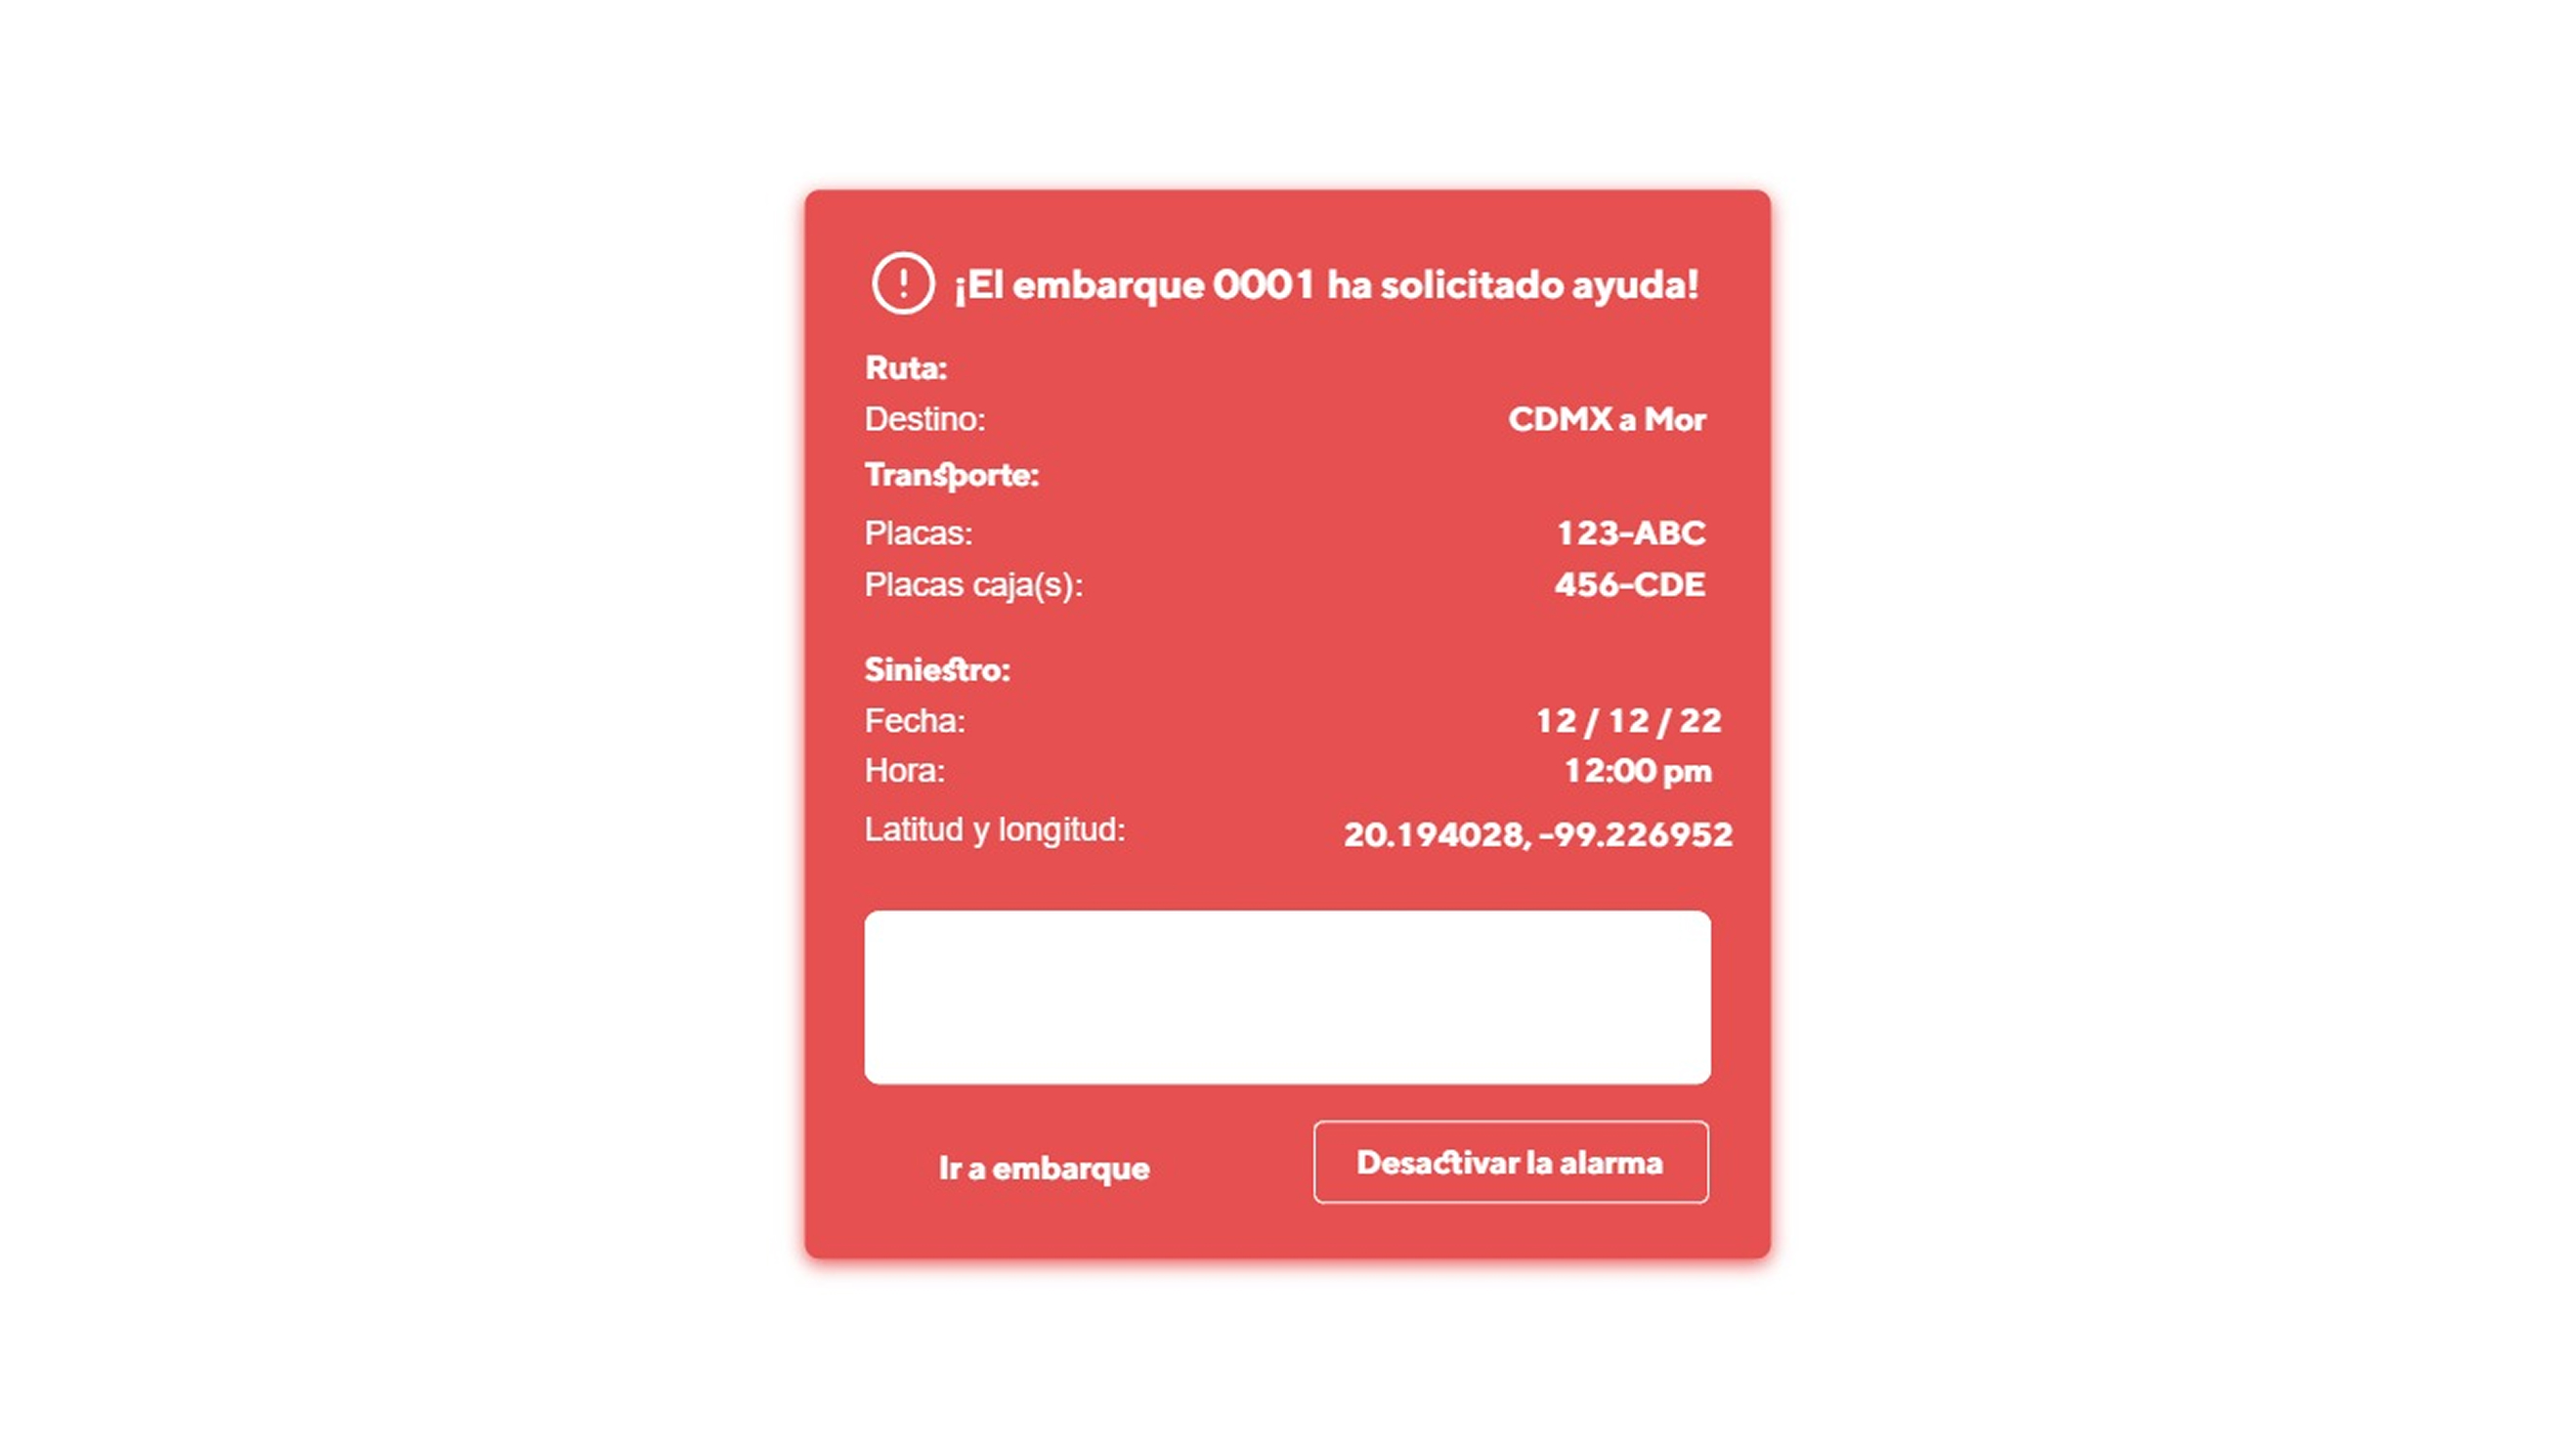 ¡El embarque 0001 ha solicitado ayuda!
Ruta:
Destino: CDMX a Mor
Transporte:
Placas: 123-ABC
Placas caja(s): 456-CDE
Siniestro:
Fecha: 12 / 12 / 22
Hora: 12:00 pm
Latitud y longitud: 20.194028, -99.226952
Ir a embarque Desactivar la alarma